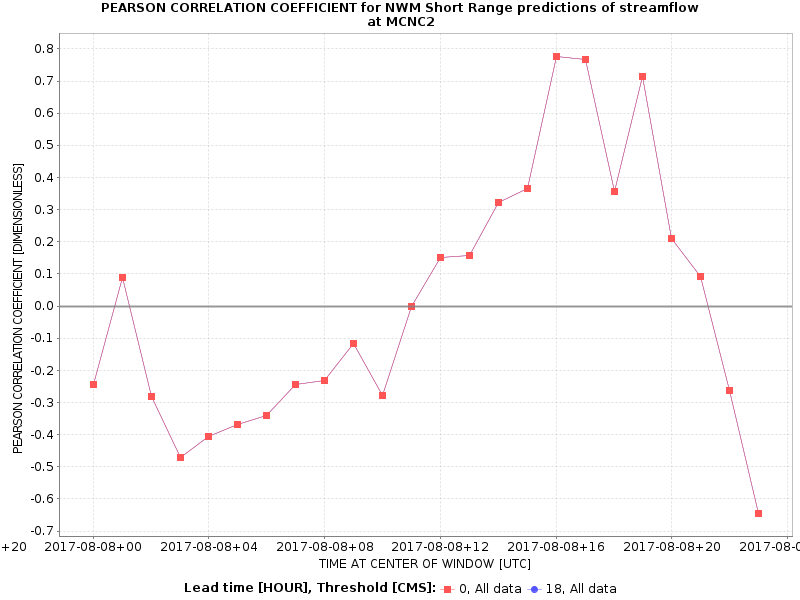 PEARSON CORRELATION COEFFICIENT for NWM Short Range predictions of streamflow
at MCNC2
PEARSON CORRELATION COEFFICIENT [DIMENSIONLESS]
0.8
0.7
0.6
0.5
0.4
0.3
0.2
0.1
0.0
-0.1
-0.2
-0.3
-0.4
-0.5
-0.6
-0.7
+20 2017-08-08+00 2017-08-08+04 2017-08-08+08 2017-08-08+12 2017-08-08+16 2017-08-08+20 2017-08-0
TIME AT CENTER OF WINDOW [UTC]
Lead time [HOUR], Threshold [CMS]: 0, All data 18, All data